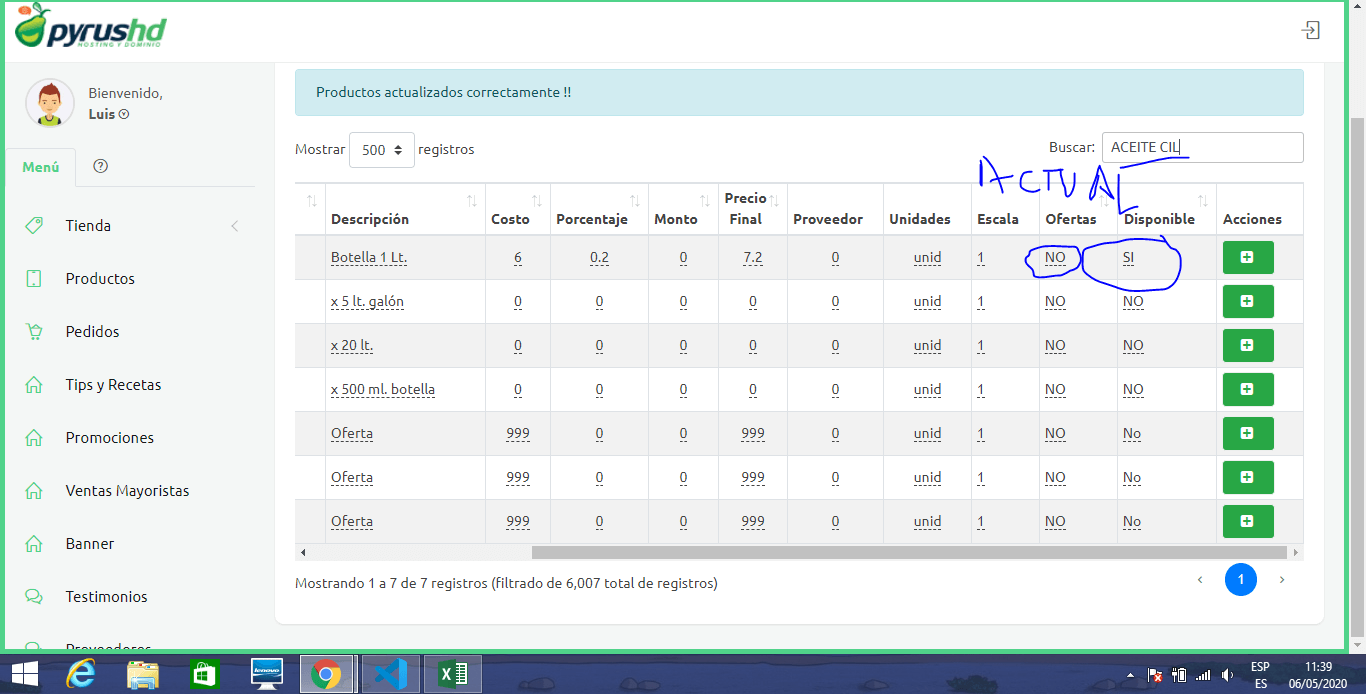 pyrushd
HOSTING Y DOMINIO
Bienvenido,
Luis
Menú
Tienda
Productos
Pedidos
Tips y Recetas
Promociones
Ventas Mayoristas
Banner
Testimonios
Proveedores
Productos actualizados correctamente !!
Mostrar 500 registros
Buscar: ACEITE CIL
ACTUAL
Descripción Costo Porcentaje Monto Precio Final Proveedor Unidades Escala Ofertas Disponible Acciones
Botella 1 Lt. 6 0.2 0 7.2 0 unid 1 NO SI
x 5 lt. galón 0 0 0 0 0 unid 1 NO NO
x 20 lt. 0 0 0 0 0 unid 1 NO NO
x 500 ml. botella 0 0 0 0 0 unid 1 NO NO
Oferta 999 0 0 999 0 unid 1 NO No
Oferta 999 0 0 999 0 unid 1 NO No
Oferta 999 0 0 999 0 unid 1 NO No
Mostrando 1 a 7 de 7 registros (filtrado de 6,007 total de registros)
‹ 1 ›
lenovo
ESP
ES
11:39
06/05/2020